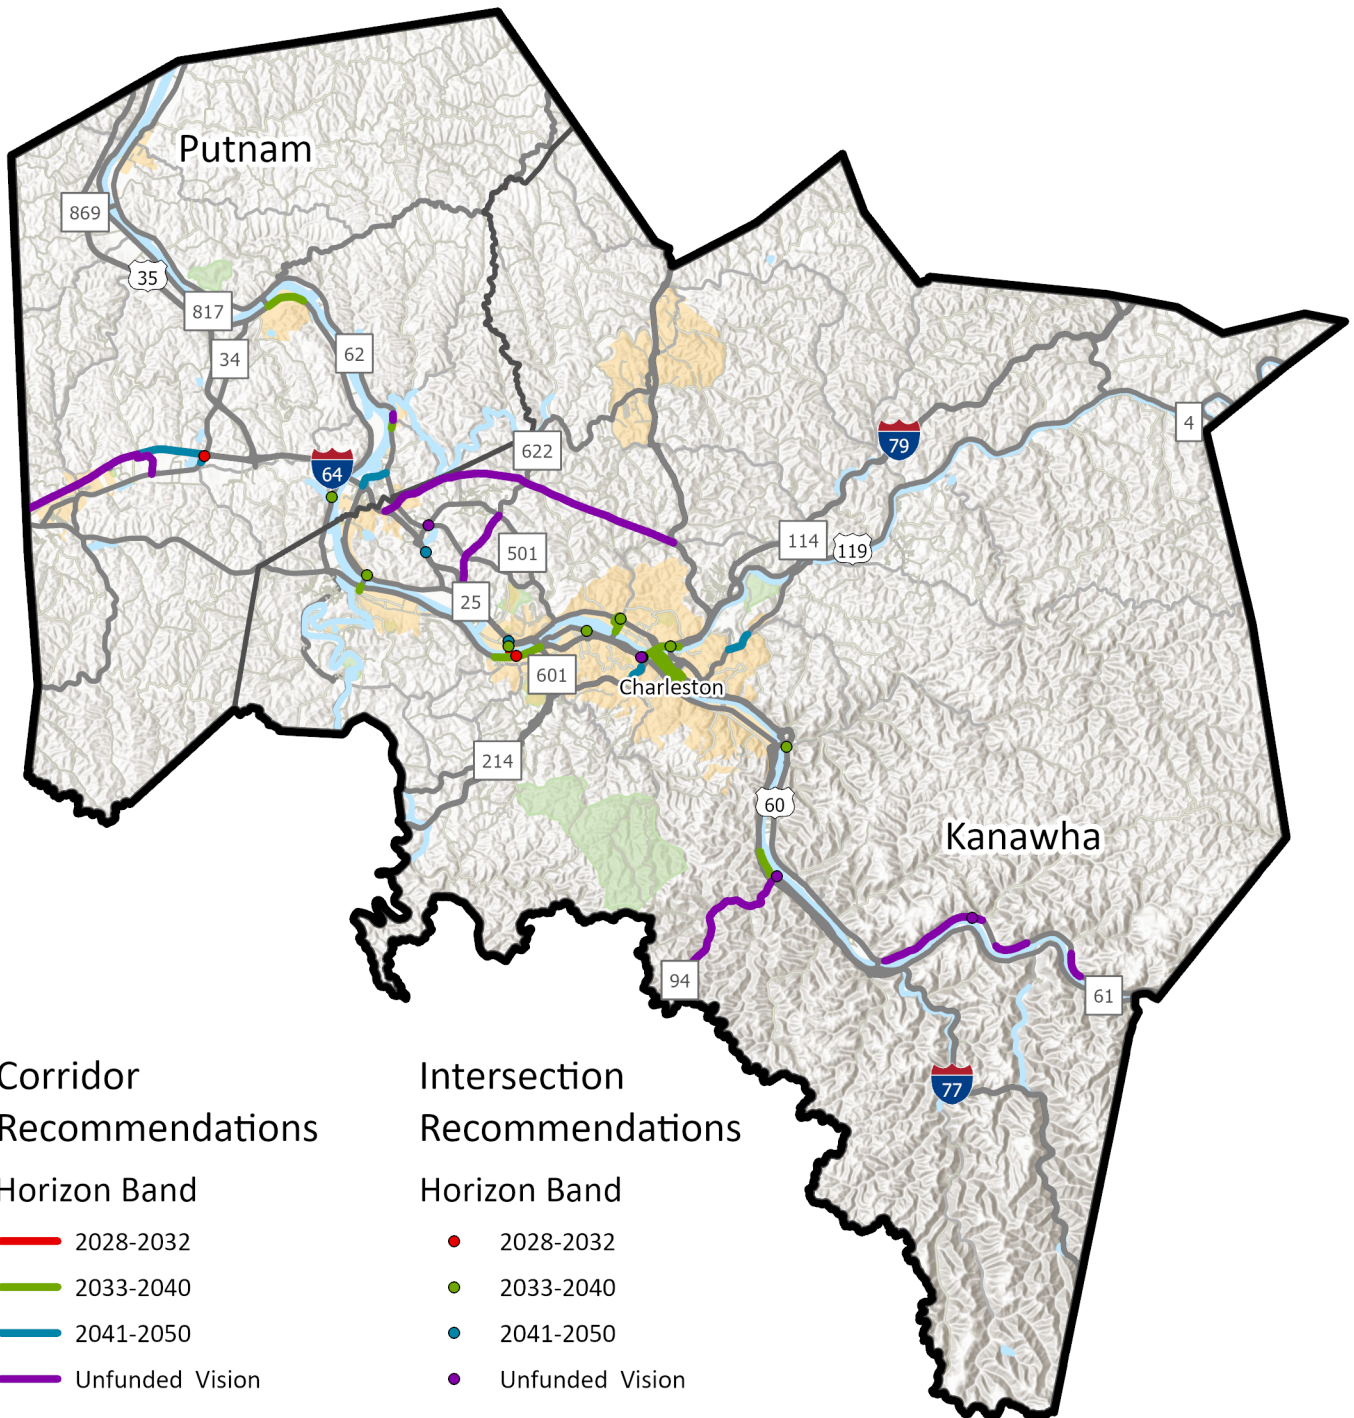 Putnam
869
35
817
34
62
622
64
79
4
114
119
501
25
601
Charleston
214
60
Kanawha
94
61
77
Corridor
Recommendations
Horizon Band
2028-2032
2033-2040
2041-2050
Unfunded Vision
Intersection
Recommendations
Horizon Band
2028-2032
2033-2040
2041-2050
Unfunded Vision